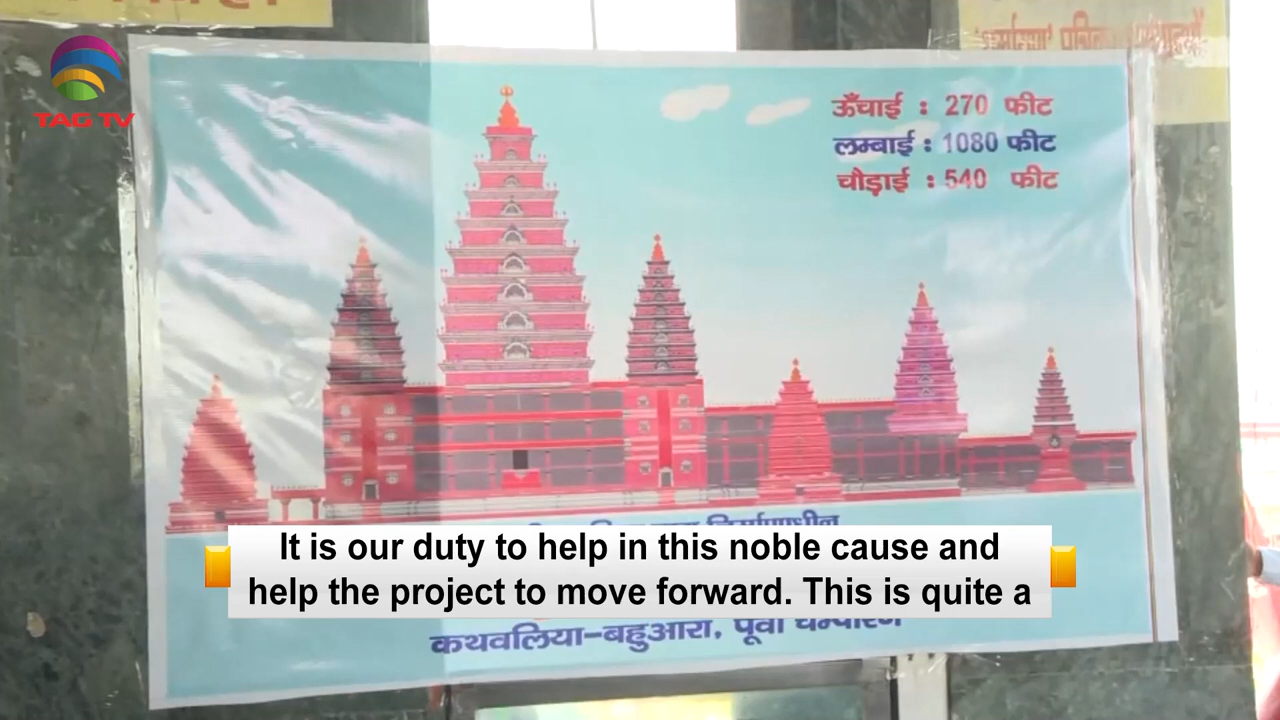 TAG TV
ऊँचाई : 270 फीट
लम्बाई : 1080 फीट
चौड़ाई : 540 फीट
निर्माणाधीन
It is our duty to help in this noble cause and
help the project to move forward. This is quite a
कथवलिया-बहुआरा, पूर्वी चम्पारण